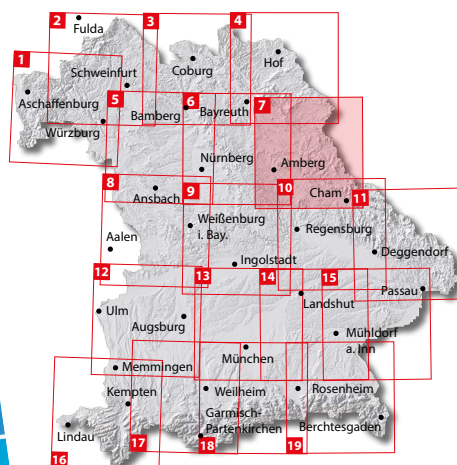 2
Fulda
3
4
Hof
1
Coburg
Schweinfurt
Aschaffenburg
5
6
7
Bamberg
Bayreuth
Würzburg
Nürnberg
Amberg
8
9
10
Cham
11
Ansbach
Weißenburg
i. Bay.
Regensburg
Aalen
Deggendorf
Ingolstadt
12
13
14
15
Passau
Landshut
Ulm
Augsburg
Mühldorf
a. Inn
München
Memmingen
Kempten
Weilheim
Rosenheim
Garmisch-
Partenkirchen
Berchtesgaden
Lindau
17
18
19
16